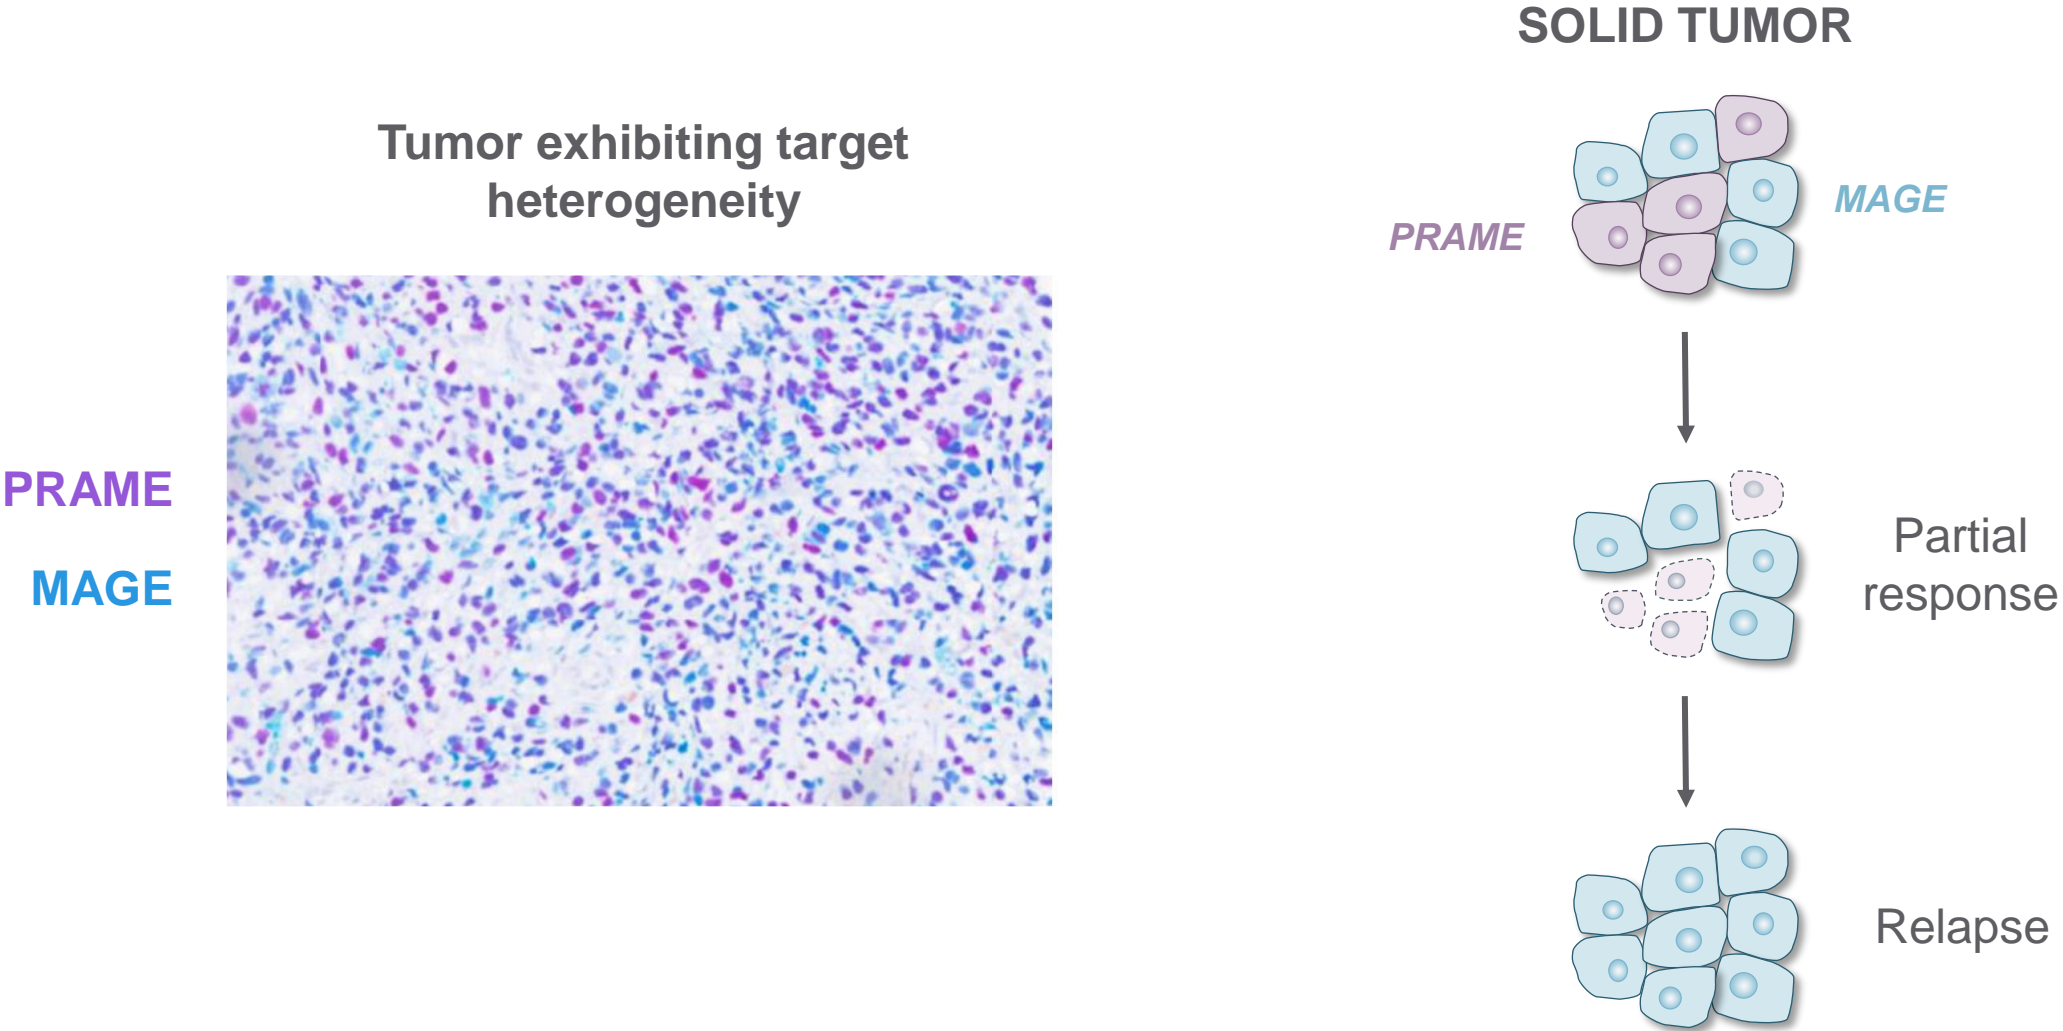 Tumor exhibiting target
heterogeneity
PRAME
MAGE
SOLID TUMOR
PRAME
MAGE
Partial
response
Relapse